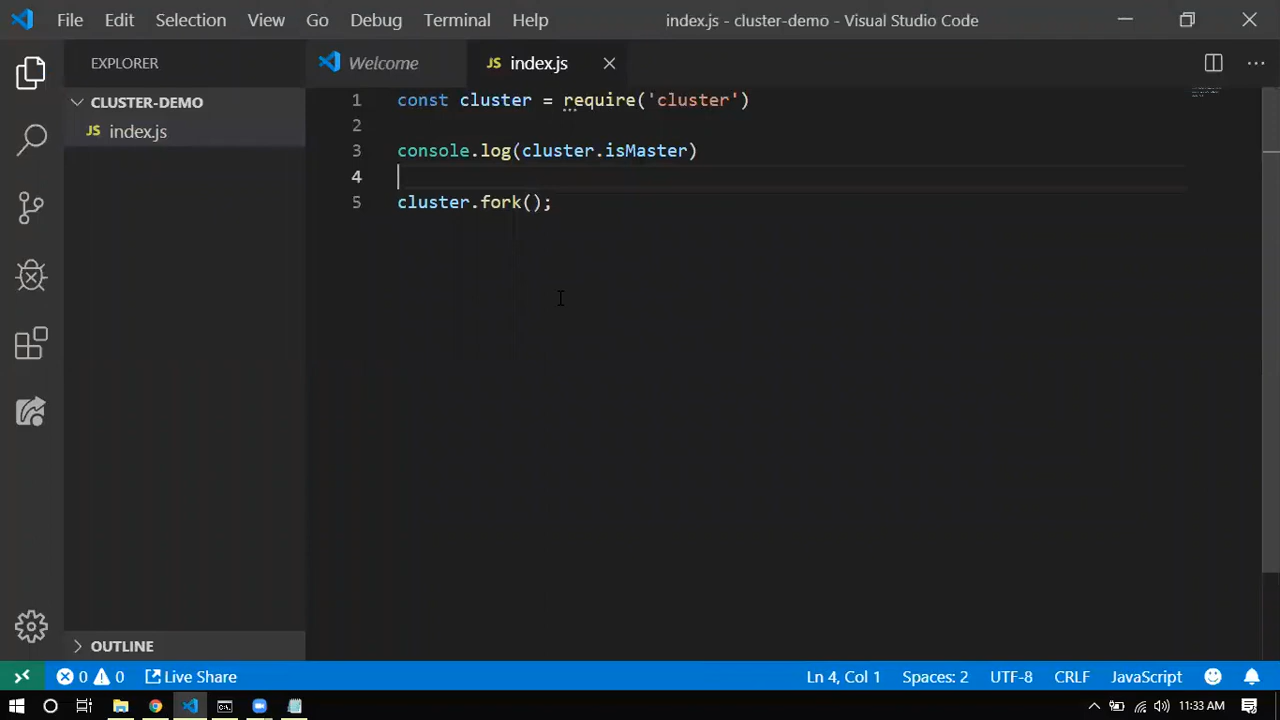 File Edit Selection View Go Debug Terminal Help index.js - cluster-demo - Visual Studio Code
EXPLORER
Welcome
JS index.js
CLUSTER-DEMO
JS index.js
1 const cluster = require('cluster')
2
3 console.log(cluster.isMaster)
4
5 cluster.fork();
OUTLINE
0 0 Live Share Ln 4, Col 1 Spaces: 2 UTF-8 CRLF JavaScript
11:33 AM